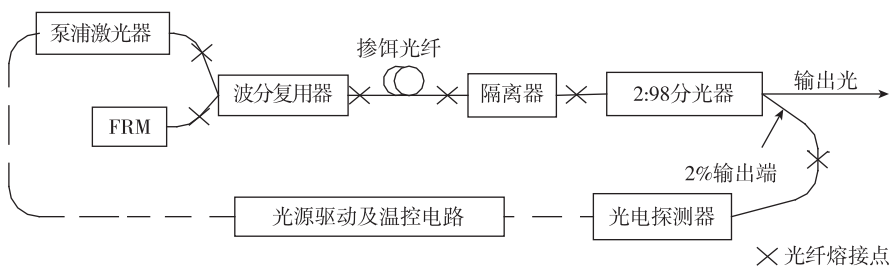 泵浦激光器
掺铒光纤
FRM
波分复用器
隔离器
2:98分光器
输出光
2%输出端
光源驱动及温控电路
光电探测器
光纤熔接点